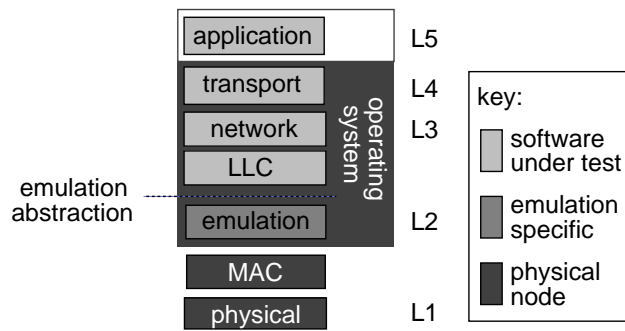 application L5
transport L4
network L3
LLC
emulation L2
MAC
physical L1
operating
system
emulation
abstraction
key:
software
under test
emulation
specific
physical
node